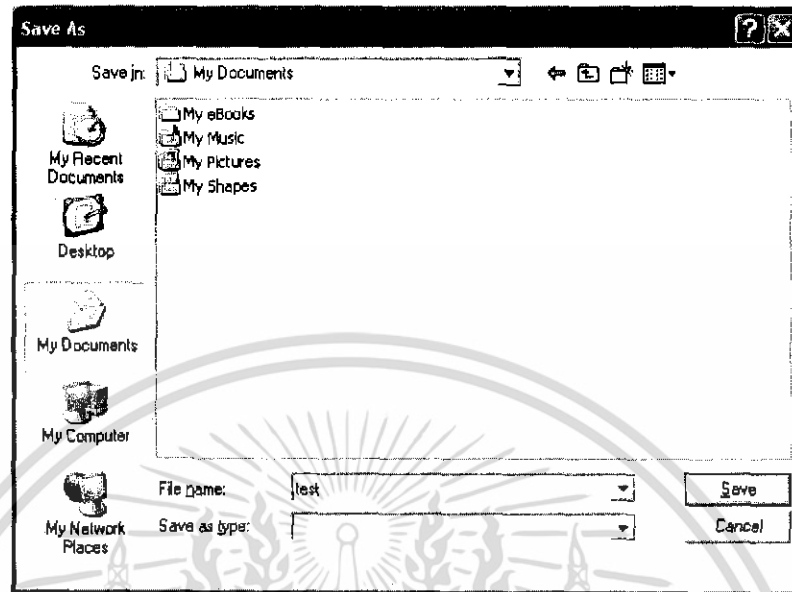 Save As
Save in: My Documents
My eBooks
My Music
My Pictures
My Shapes
My Recent
Documents
Desktop
My Documents
My Computer
My Network
Places
File name: test
Save as type:
Save
Cancel